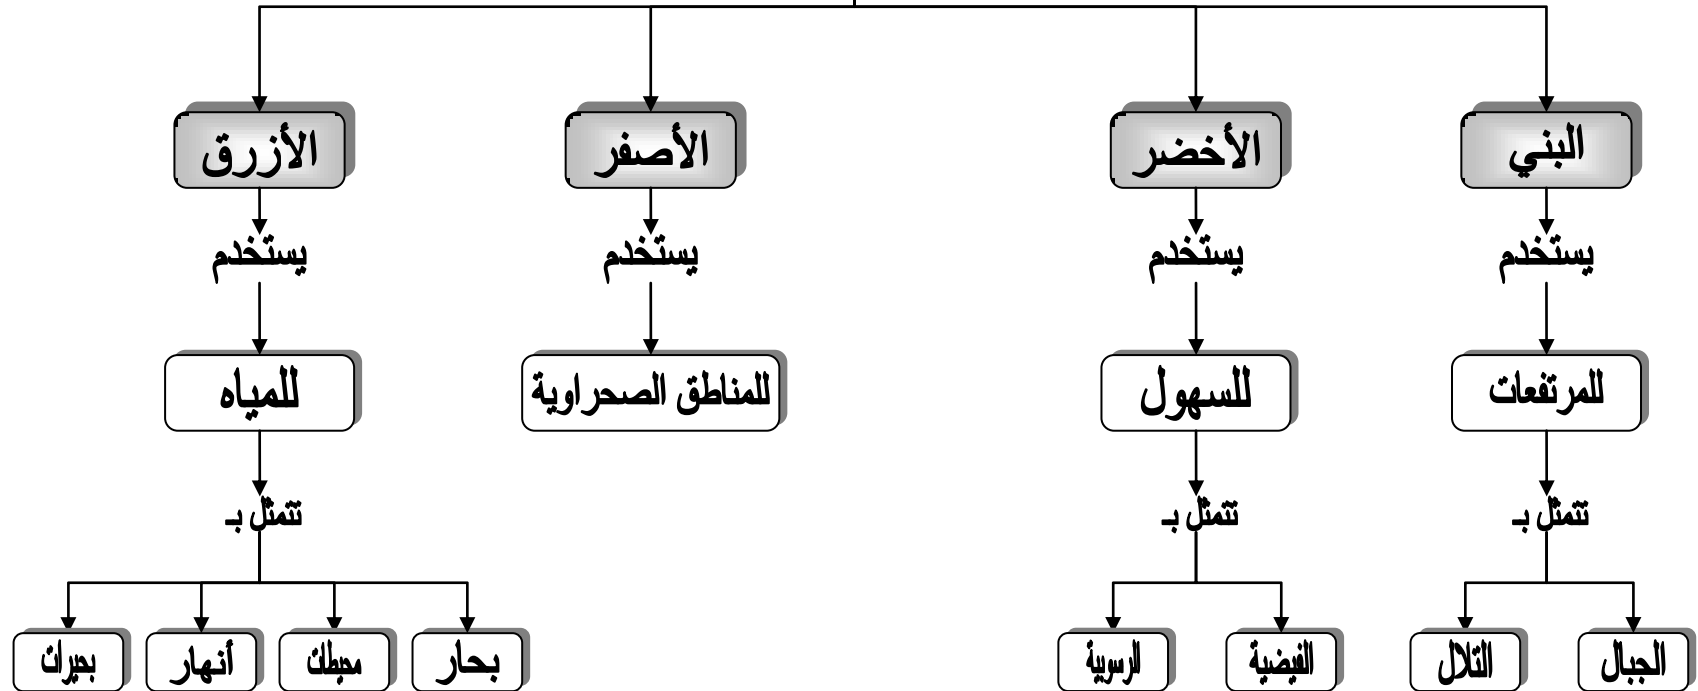 البني
الأخضر
الأصفر
الأزرق
يستخدم
يستخدم
يستخدم
يستخدم
للمرتفعات
للسهول
للمناطق الصحراوية
للمياه
تتمثل بـ
تتمثل بـ
تتمثل بـ
الجبال
التلال
الفيضية
الرسوبية
بحار
محيطات
أنهار
بحيرات